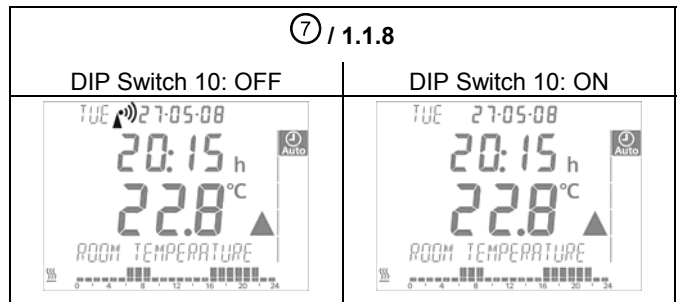 ⑦ / 1.1.8
DIP Switch 10: OFF
DIP Switch 10: ON
TUE 27-05-08
20:15 h
Auto
22.8 °C
ROOM TEMPERATURE
0 4 8 12 16 20 24
TUE 27-05-08
20:15 h
Auto
22.8 °C
ROOM TEMPERATURE
0 4 8 12 16 20 24